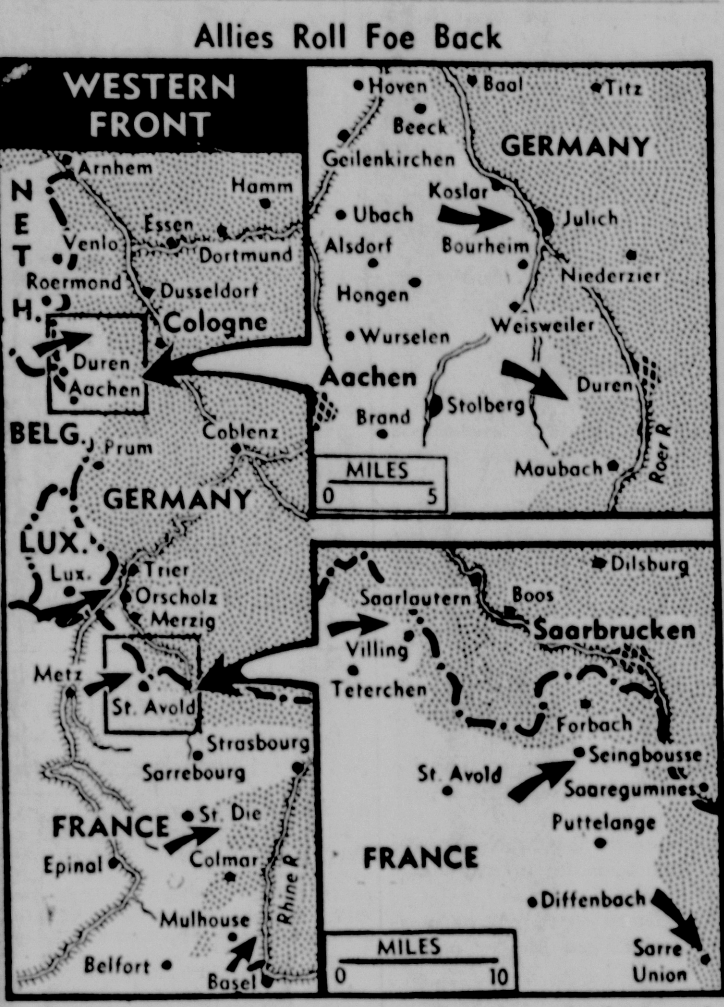 Allies Roll Foe Back
WESTERN
FRONT
Arnhem
N
E
T
H.
Hamm
Essen
Venlo
Dortmund
Roermond
Dusseldorf
Cologne
Duren
Aachen
BELG.
Coblenz
Prum
GERMANY
LUX.
Lux.
Trier
Orscholz
Merzig
Metz
St. Avold
Strasbourg
Sarrebourg
St. Die
FRANCE
Colmar
Epinal
Rhine R
Mulhouse
Belfort
Basel
Hoven
Baal
Titz
Beeck
GERMANY
Geilenkirchen
Koslar
Ubach
Julich
Alsdorf
Bourheim
Niederzier
Hongen
Weisweiler
Wurselen
Aachen
Duren
Stolberg
Brand
Roer R
Maubach
MILES
0 5
Dilsburg
Saarlautern
Boos
Saarbrucken
Villing
Teterchen
Forbach
Seingbousse
St. Avold
Saaregumines
Puttelange
FRANCE
Diffenbach
Sarre
Union
MILES
0 10